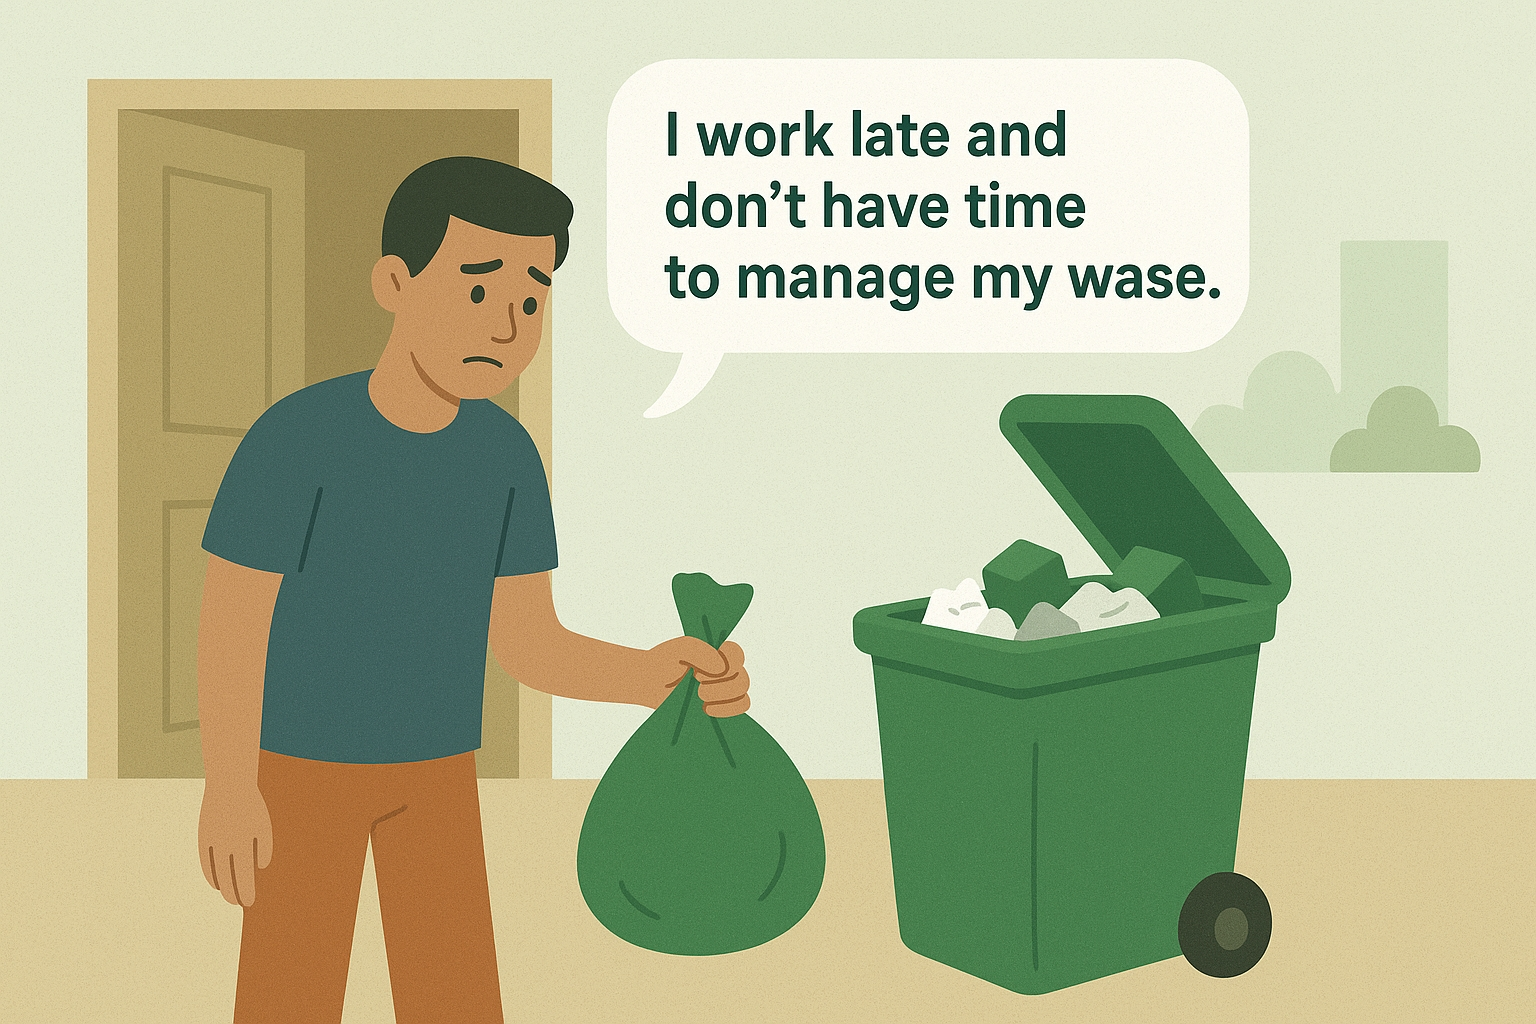 I work late and
don’t have time
to manage my wase.